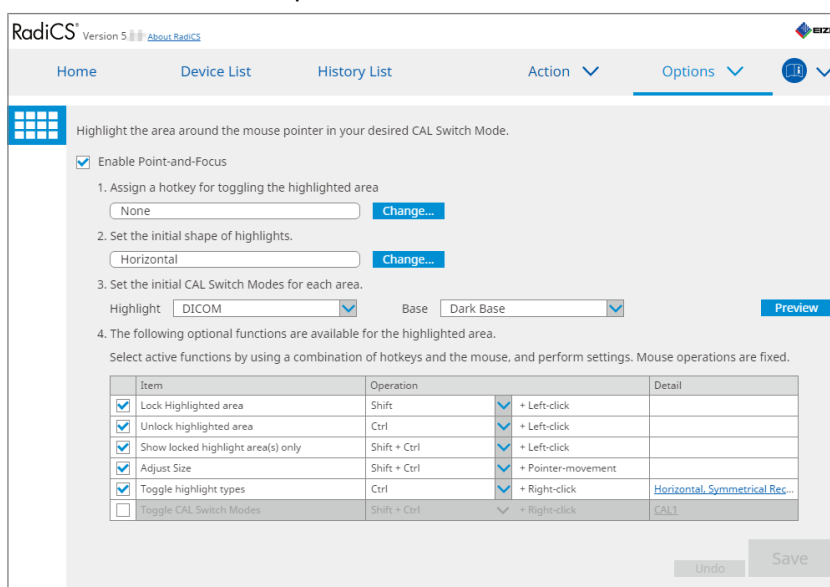 RadiCS® Version 5. About RadiCS EIZ
Home Device List History List Action Options
Highlight the area around the mouse pointer in your desired CAL Switch Mode.
Enable Point-and-Focus
1. Assign a hotkey for toggling the highlighted area
None Change...
2. Set the initial shape of highlights.
Horizontal Change...
3. Set the initial CAL Switch Modes for each area.
Highlight DICOM Base Dark Base Preview
4. The following optional functions are available for the highlighted area.
Select active functions by using a combination of hotkeys and the mouse, and perform settings. Mouse operations are fixed.
Item Operation Detail
Lock Highlighted area Shift + Left-click
Unlock highlighted area Ctrl + Left-click
Show locked highlight area(s) only Shift + Ctrl + Left-click
Adjust Size Shift + Ctrl + Pointer-movement
Toggle highlight types Ctrl + Right-click Horizontal, Symmetrical Rec...
Toggle CAL Switch Modes Shift + Ctrl + Right-click CAL1
Undo Save